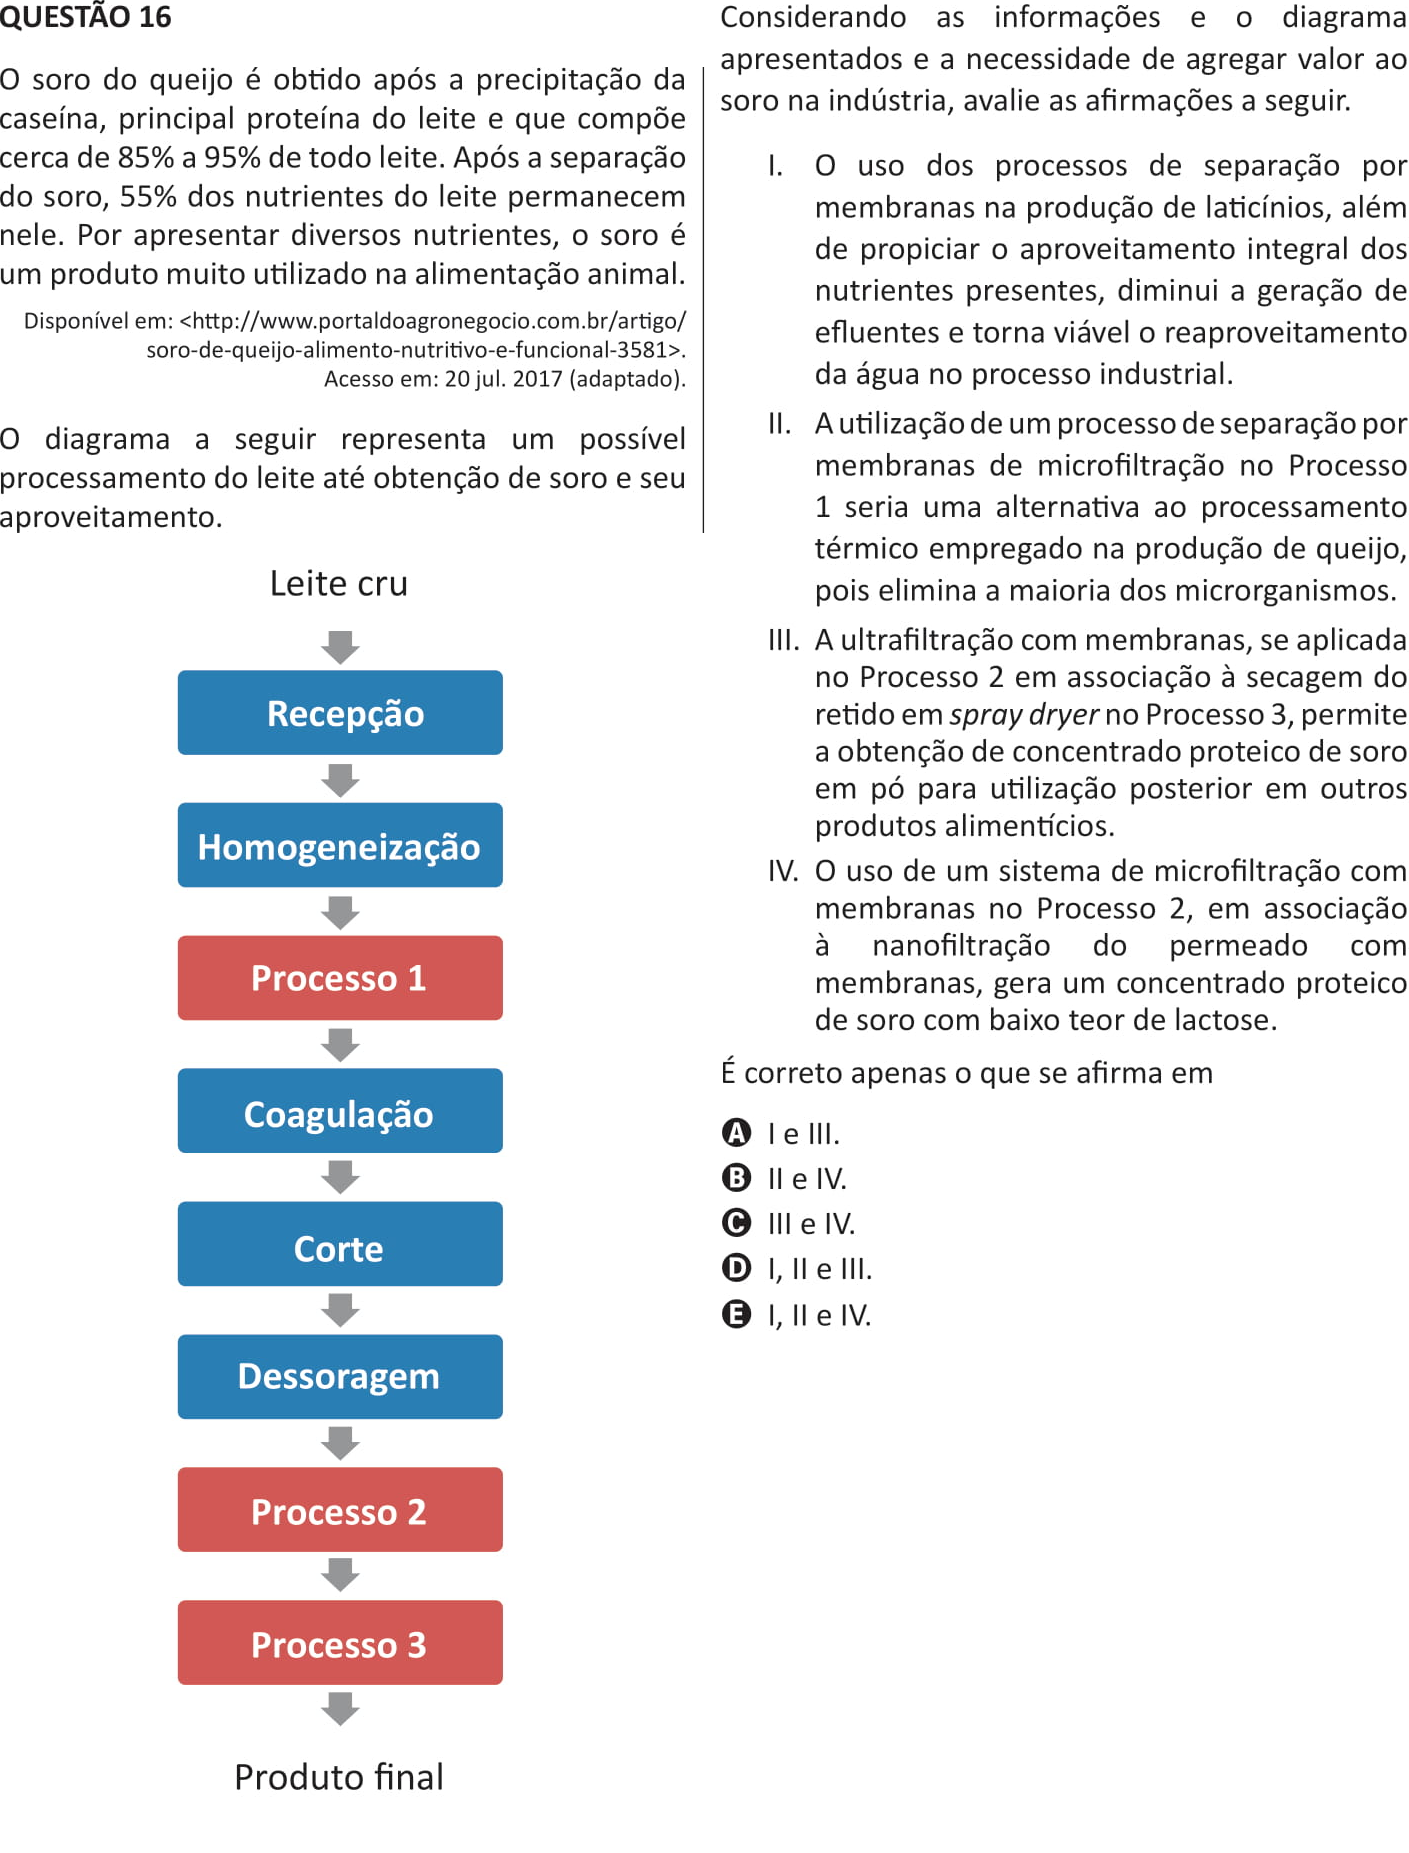 QUESTÃO 16
O soro do queijo é obtido após a precipitação da
caseína, principal proteína do leite e que compõe
cerca de 85% a 95% de todo leite. Após a separação
do soro, 55% dos nutrientes do leite permanecem
nele. Por apresentar diversos nutrientes, o soro é
um produto muito utilizado na alimentação animal.
Disponível em: <http://www.portaldoagronegocio.com.br/artigo/
soro-de-queijo-alimento-nutritivo-e-funcional-3581>.
Acesso em: 20 jul. 2017 (adaptado).
O diagrama a seguir representa um possível
processamento do leite até obtenção de soro e seu
aproveitamento.
Leite cru
Recepção
Homogeneização
Processo 1
Coagulação
Corte
Dessoragem
Processo 2
Processo 3
Produto final
Considerando as informações e o diagrama
apresentados e a necessidade de agregar valor ao
soro na indústria, avalie as afirmações a seguir.
I. O uso dos processos de separação por
membranas na produção de laticínios, além
de propiciar o aproveitamento integral dos
nutrientes presentes, diminui a geração de
efluentes e torna viável o reaproveitamento
da água no processo industrial.
II. A utilização de um processo de separação por
membranas de microfiltração no Processo
1 seria uma alternativa ao processamento
térmico empregado na produção de queijo,
pois elimina a maioria dos microrganismos.
III. A ultrafiltração com membranas, se aplicada
no Processo 2 em associação à secagem do
retido em spray dryer no Processo 3, permite
a obtenção de concentrado proteico de soro
em pó para utilização posterior em outros
produtos alimentícios.
IV. O uso de um sistema de microfiltração com
membranas no Processo 2, em associação
à nanofiltração do permeado com
membranas, gera um concentrado proteico
de soro com baixo teor de lactose.
É correto apenas o que se afirma em
A I e III.
B II e IV.
C III e IV.
D I, II e III.
E I, II e IV.